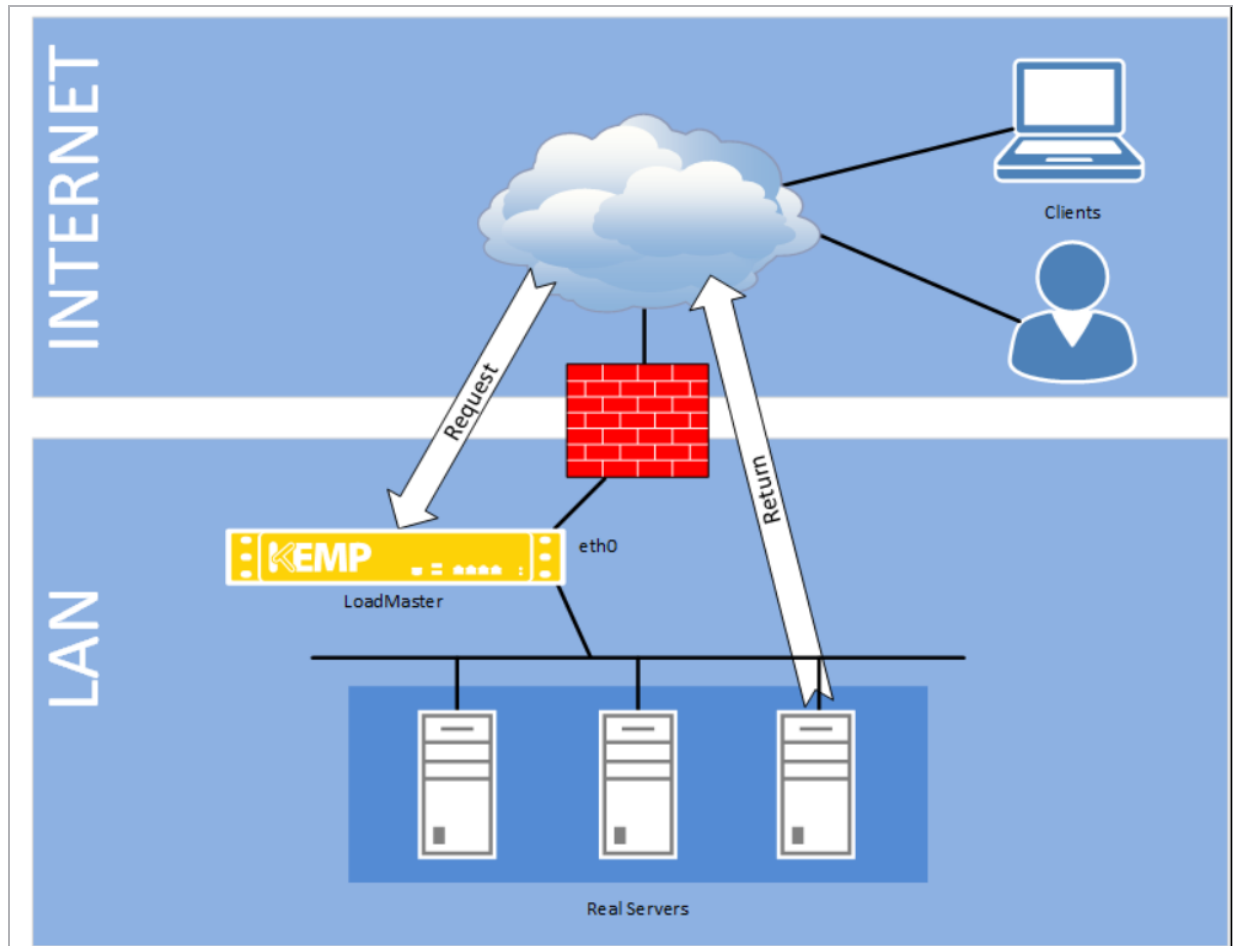 INTERNET
Clients
Request
Return
KEMP
eth0
LoadMaster
LAN
Real Servers